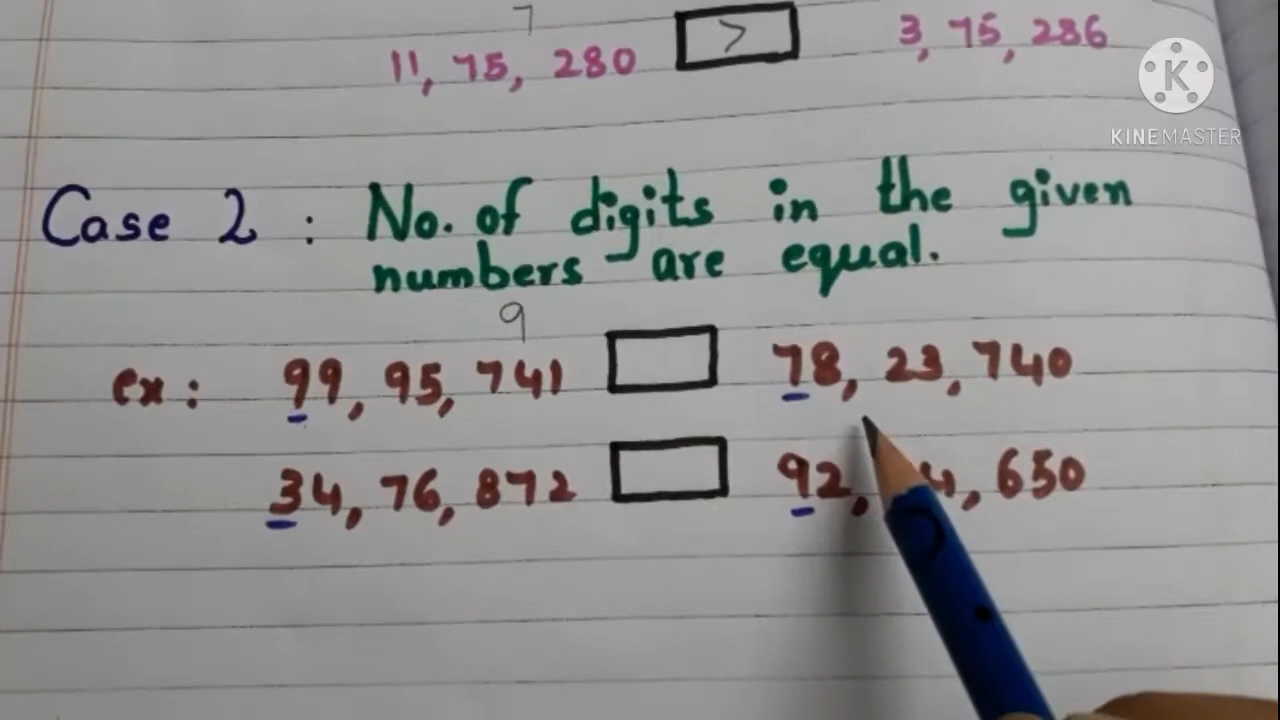 7
11, 75, 280 > 3, 75, 286
K
KINEMASTER
Case 2 : No. of digits in the given
numbers are equal.
9
ex: 99, 95, 741 78, 23, 740
34, 76, 872 92, 4, 650